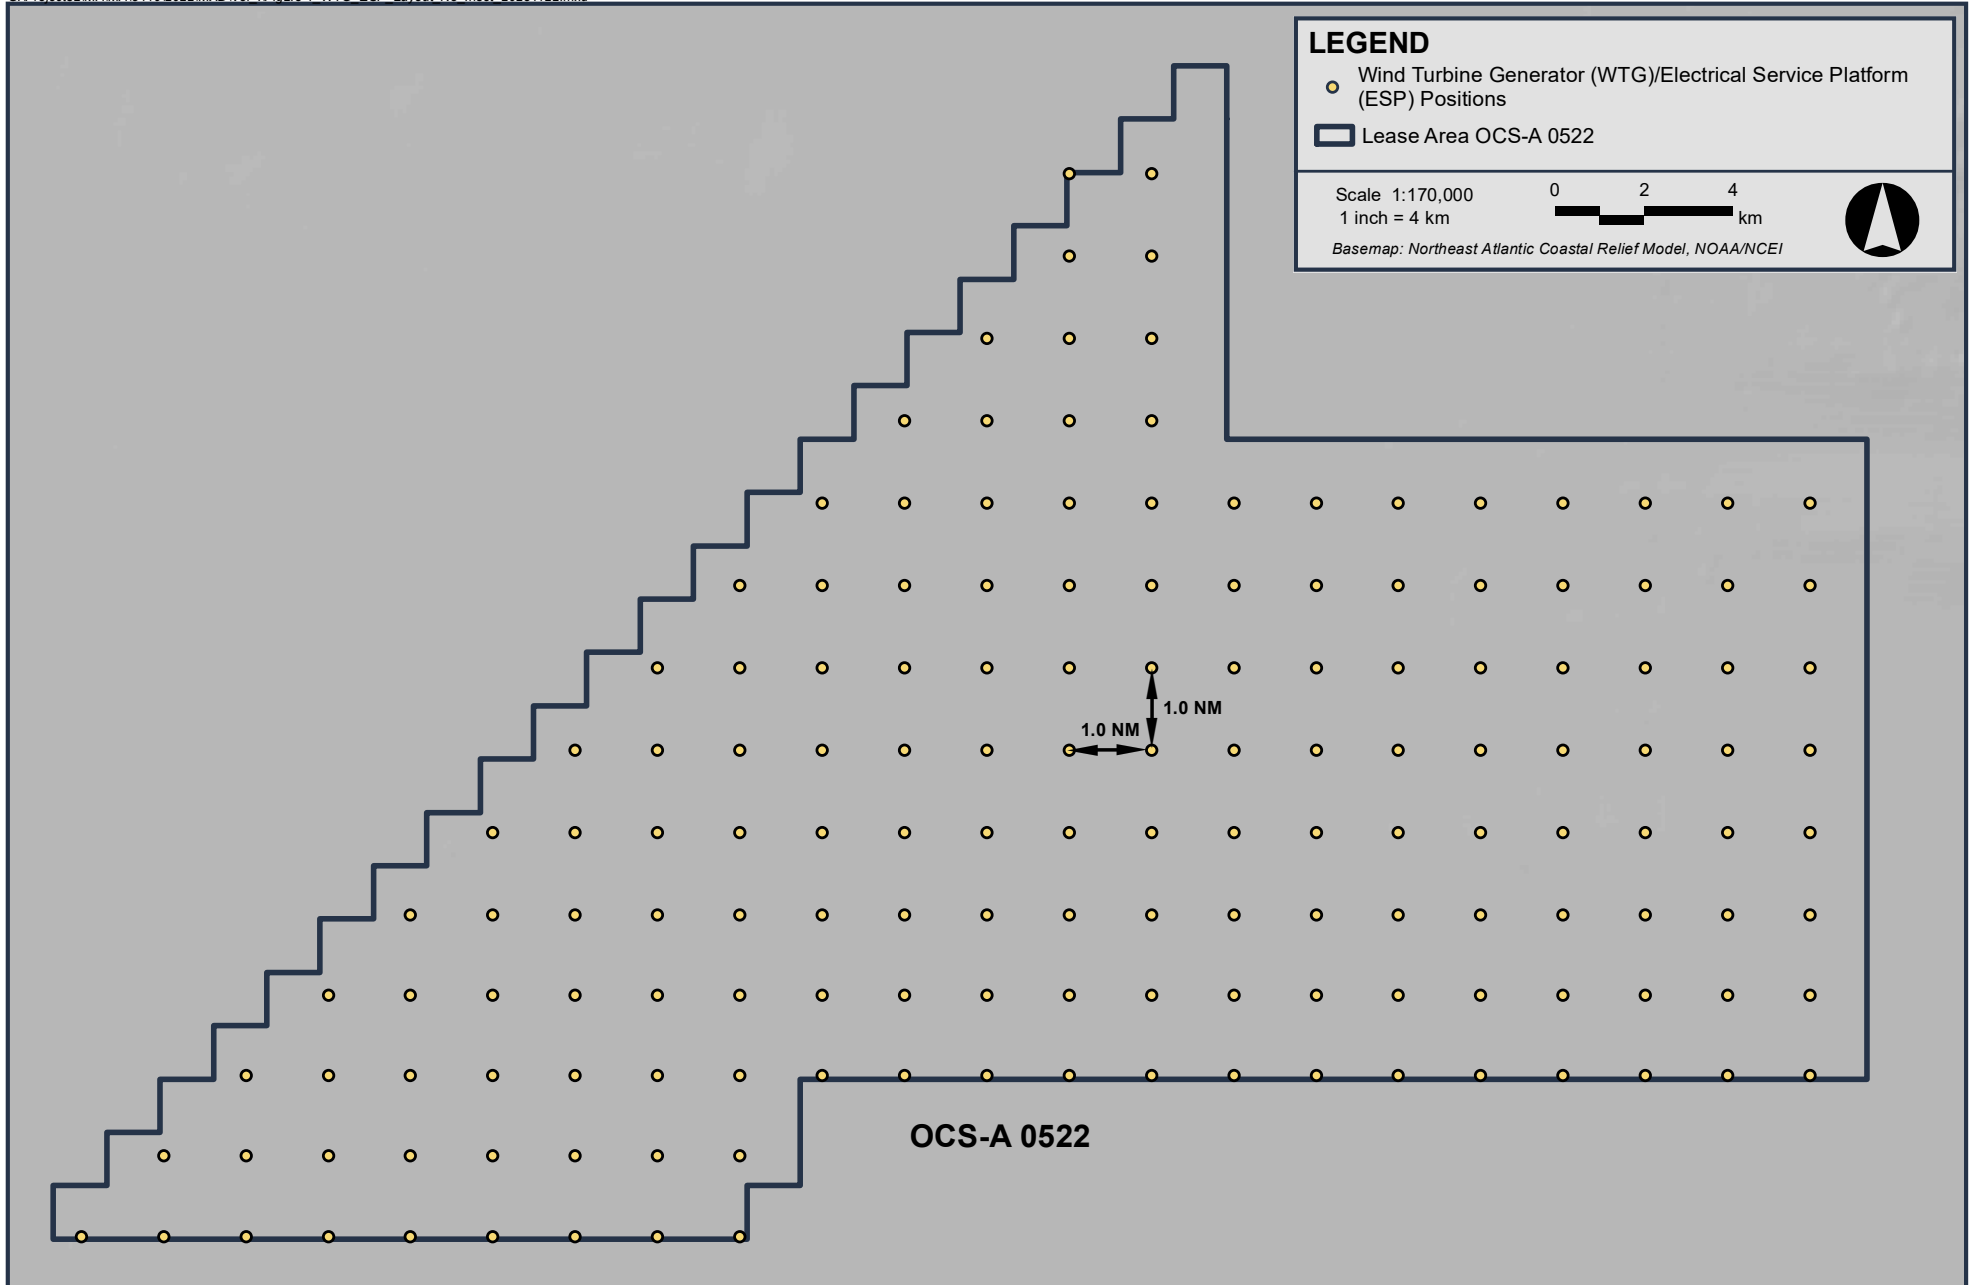 LEGEND
Wind Turbine Generator (WTG)/Electrical Service Platform
(ESP) Positions
Lease Area OCS-A 0522
Scale 1:170,000
1 inch = 4 km
0 2 4
km
Basemap: Northeast Atlantic Coastal Relief Model, NOAA/NCEI
1.0 NM
1.0 NM
OCS-A 0522